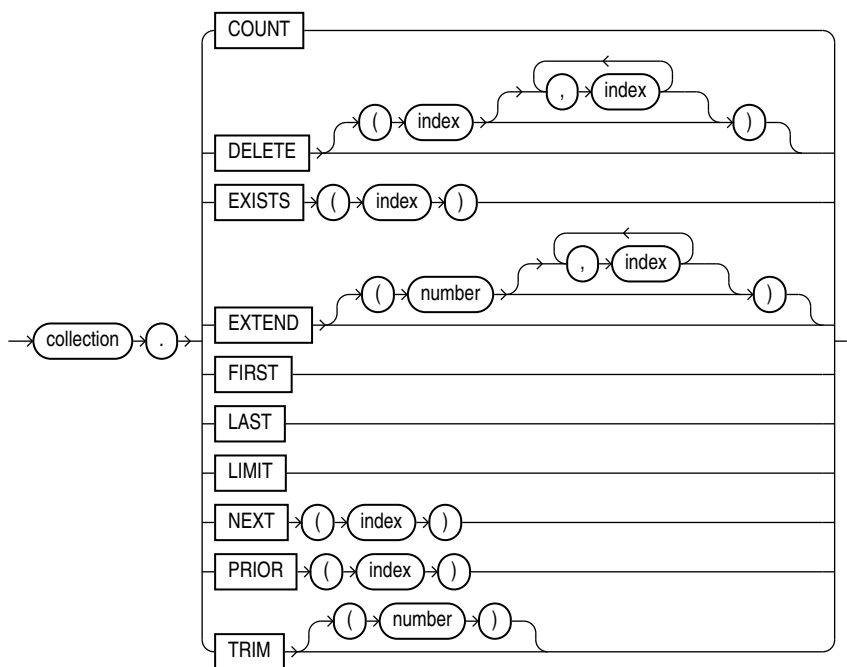 COUNT
, index
( index )
DELETE
EXISTS ( index )
, index
( number )
EXTEND
collection .
FIRST
LAST
LIMIT
NEXT ( index )
PRIOR ( index )
( number )
TRIM